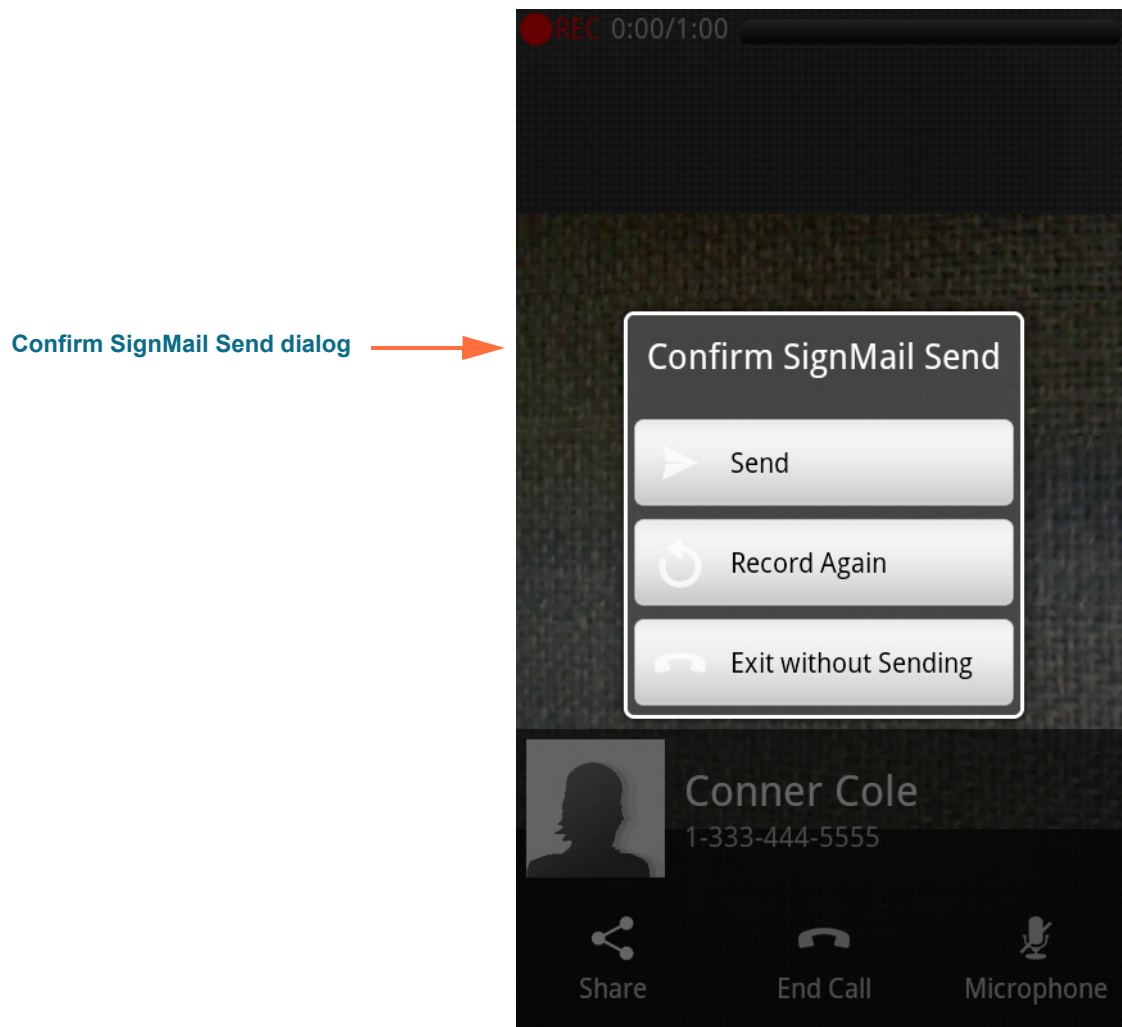 REC 0:00/1:00
Confirm SignMail Send dialog
Confirm SignMail Send
Send
Record Again
Exit without Sending
Conner Cole
1-333-444-5555
Share End Call Microphone